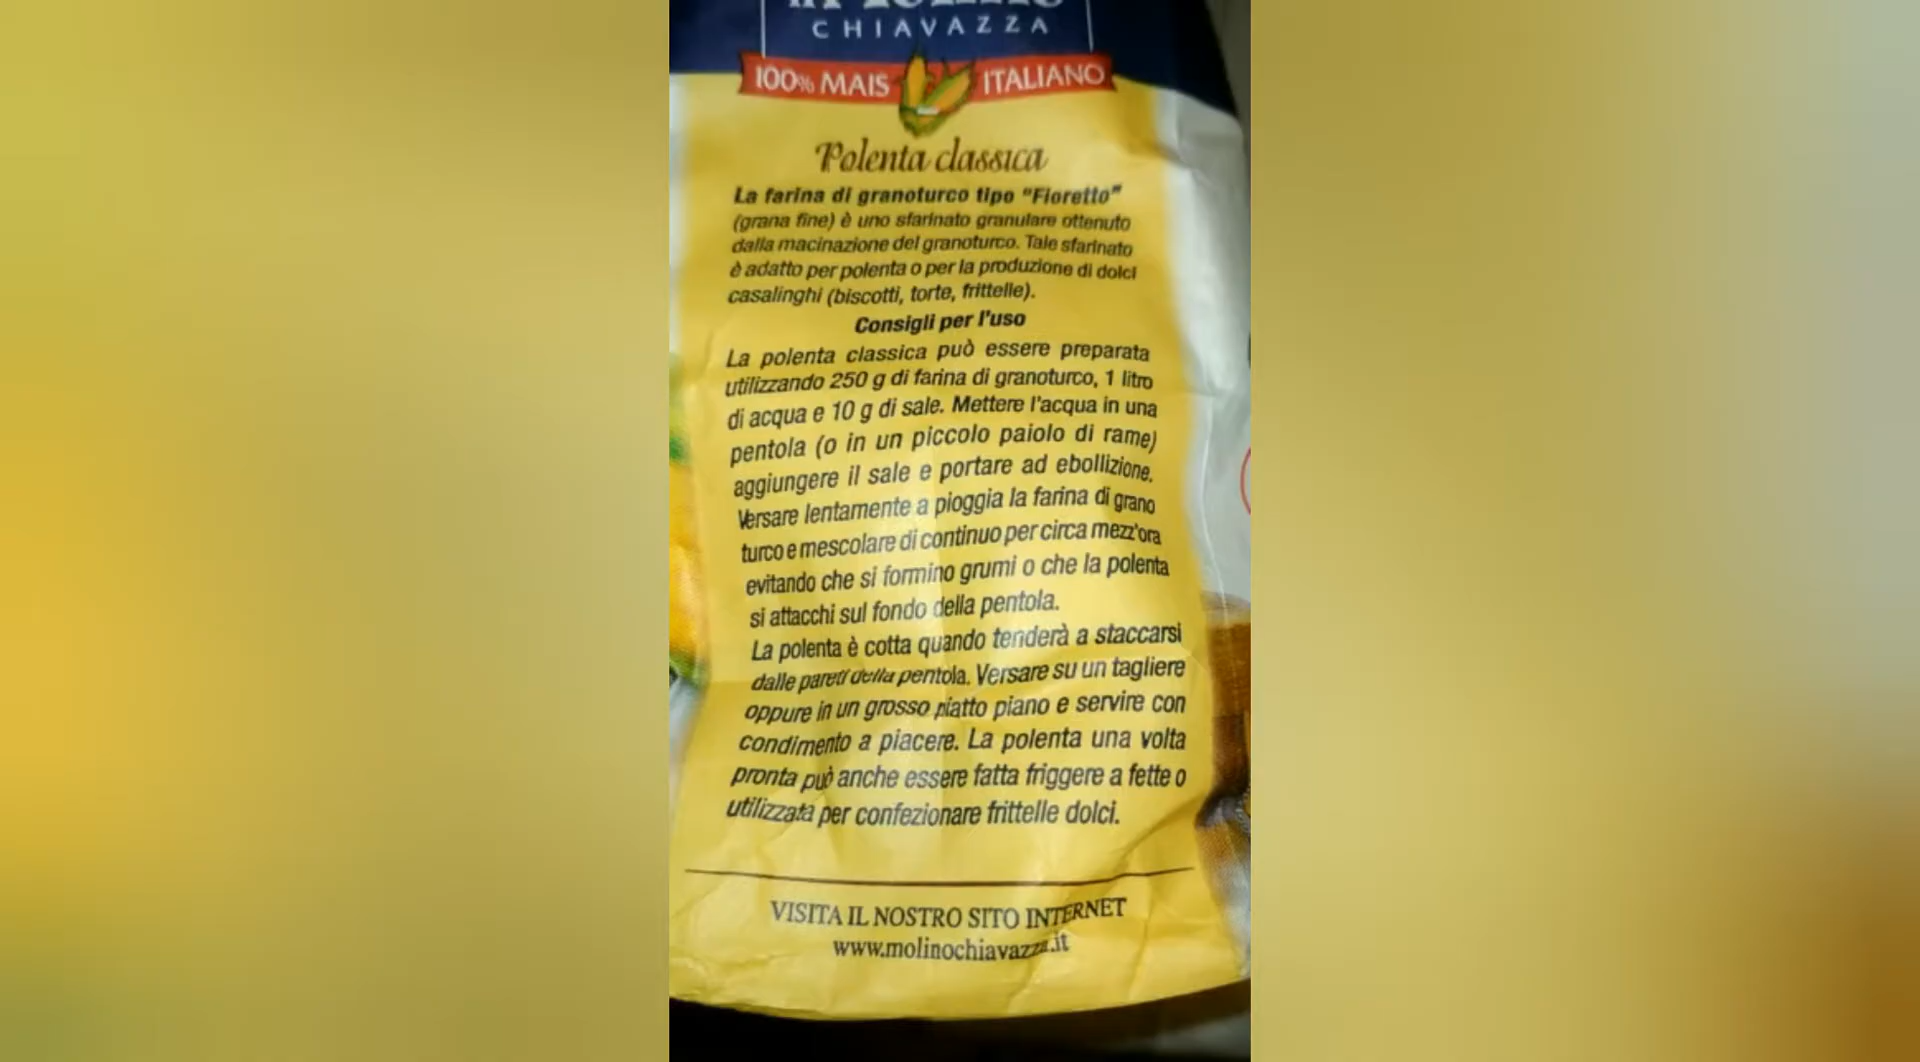 CHIAVAZZA
100% MAIS ITALIANO
Polenta classica
La farina di granoturco tipo "Fioretto"
(grana fine) è uno sfarinato granulare ottenuto
dalla macinazione del granoturco. Tale sfarinato
è adatto per polenta o per la produzione di dolci
casalinghi (biscotti, torte, frittelle).
Consigli per l'uso
La polenta classica può essere preparata
utilizzando 250 g di farina di granoturco, 1 litro
di acqua e 10 g di sale. Mettere l'acqua in una
pentola (o in un piccolo paiolo di rame)
aggiungere il sale e portare ad ebollizione.
Versare lentamente a pioggia la farina di grano
turco e mescolare di continuo per circa mezz'ora
evitando che si formino grumi o che la polenta
si attacchi sul fondo della pentola.
La polenta è cotta quando tenderà a staccarsi
dalle pareti della pentola. Versare su un tagliere
oppure in un grosso piatto piano e servire con
condimento a piacere. La polenta una volta
pronta può anche essere fatta friggere a fette o
utilizzata per confezionare frittelle dolci.
VISITA IL NOSTRO SITO INTERNET
www.molinochiavazza.it